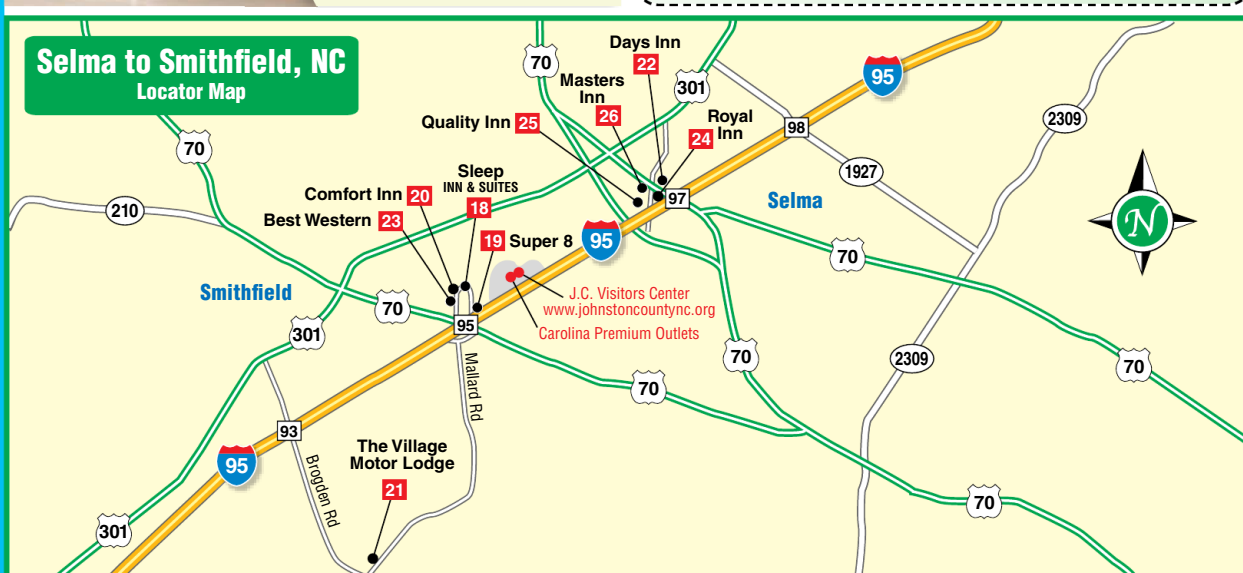 Selma to Smithfield, NC
Locator Map
70
70
Days Inn
22
Masters
Inn
26
301
95
Quality Inn 25
Royal
Inn
24
98
2309
1927
Sleep
INN & SUITES
18
Comfort Inn 20
Best Western 23
210
97
Selma
N
19 Super 8
95
70
Smithfield
J.C. Visitors Center
www.johnstoncountync.org
Carolina Premium Outlets
70
95
301
70
2309
70
70
Mallard Rd
93
The Village
Motor Lodge
21
95
Brogden Rd
301
70